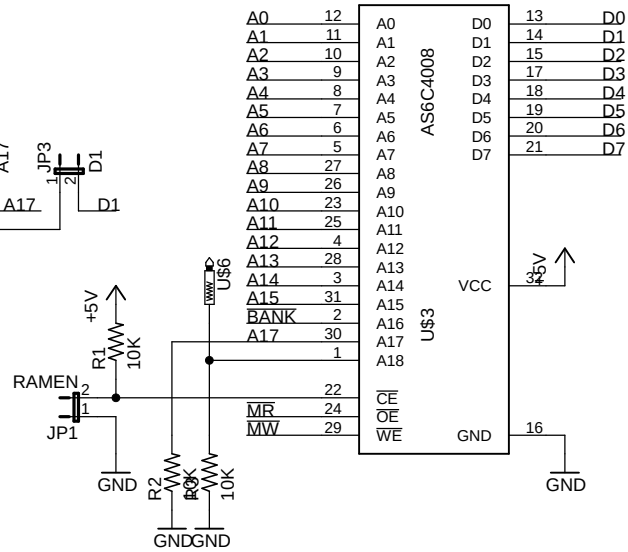 A0 12 A0 D0 13 D0
A1 11 A1 D1 14 D1
A2 10 A2 D2 15 D2
A3 9 A3 D3 17 D3
A4 8 A4 D4 18 D4
A5 7 A5 D5 19 D5
A6 6 A6 D6 20 D6
A7 5 A7 D7 21 D7
A8 27 A8
A9 26 A9
A10 23 A10
A11 25 A11
A12 4 A12
A13 28 A13
A14 3 A14 VCC 32
A15 31 A15
BANK 2 A16
A17 30 A17
1 A18
22 CE
MR 24 OE
MW 29 WE GND 16
AS6C4008
U$3
+5V
GND
A17
JP3
1
2
D1
A17
D1
U$6
+5V
R1
10K
RAMEN
2
1
JP1
GND
R2
10K
10K
GND
GND